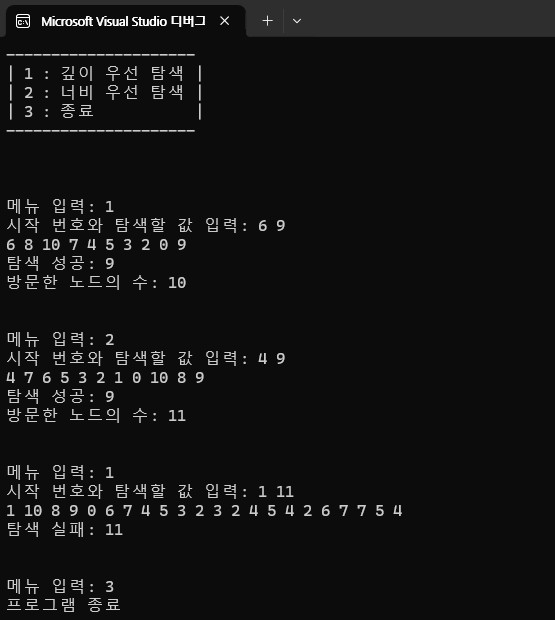 Microsoft Visual Studio 디버그
---------------------
| 1 : 깊이 우선 탐색 |
| 2 : 너비 우선 탐색 |
| 3 : 종료           |
---------------------
메뉴 입력: 1
시작 번호와 탐색할 값 입력: 6 9
6 8 10 7 4 5 3 2 0 9
탐색 성공: 9
방문한 노드의 수: 10
메뉴 입력: 2
시작 번호와 탐색할 값 입력: 4 9
4 7 6 5 3 2 1 0 10 8 9
탐색 성공: 9
방문한 노드의 수: 11
메뉴 입력: 1
시작 번호와 탐색할 값 입력: 1 11
1 10 8 9 0 6 7 4 5 3 2 3 2 4 5 4 2 6 7 7 5 4
탐색 실패: 11
메뉴 입력: 3
프로그램 종료